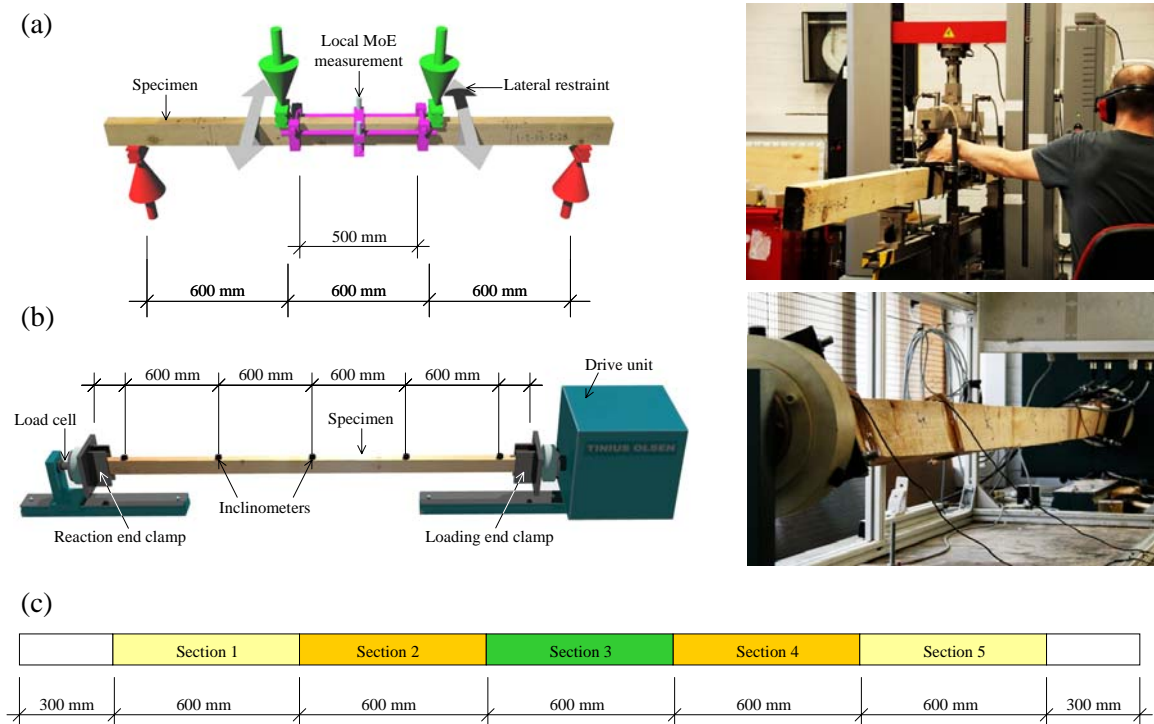 (a)
Local MoE
measurement
Specimen
Lateral restraint
500 mm
600 mm
600 mm
600 mm
(b)
600 mm
600 mm
600 mm
600 mm
Drive unit
Load cell
Specimen
TINIUS OLSEN
Inclinometers
Reaction end clamp
Loading end clamp
(c)
Section 1
Section 2
Section 3
Section 4
Section 5
300 mm
600 mm
600 mm
600 mm
600 mm
600 mm
300 mm